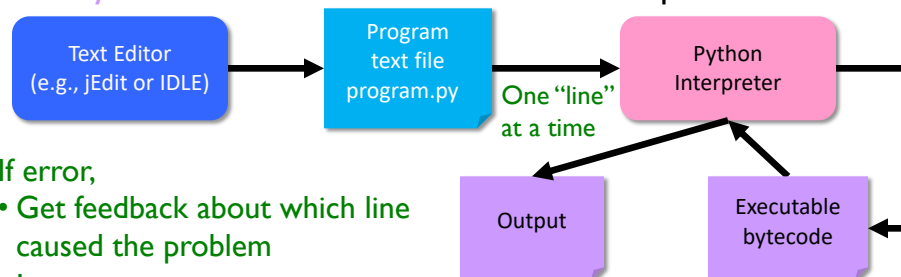 Text Editor
(e.g., jEdit or IDLE)
Program
text file
program.py
One “line”
at a time
Python
Interpreter
If error,
• Get feedback about which line
caused the problem
Output
Executable
bytecode